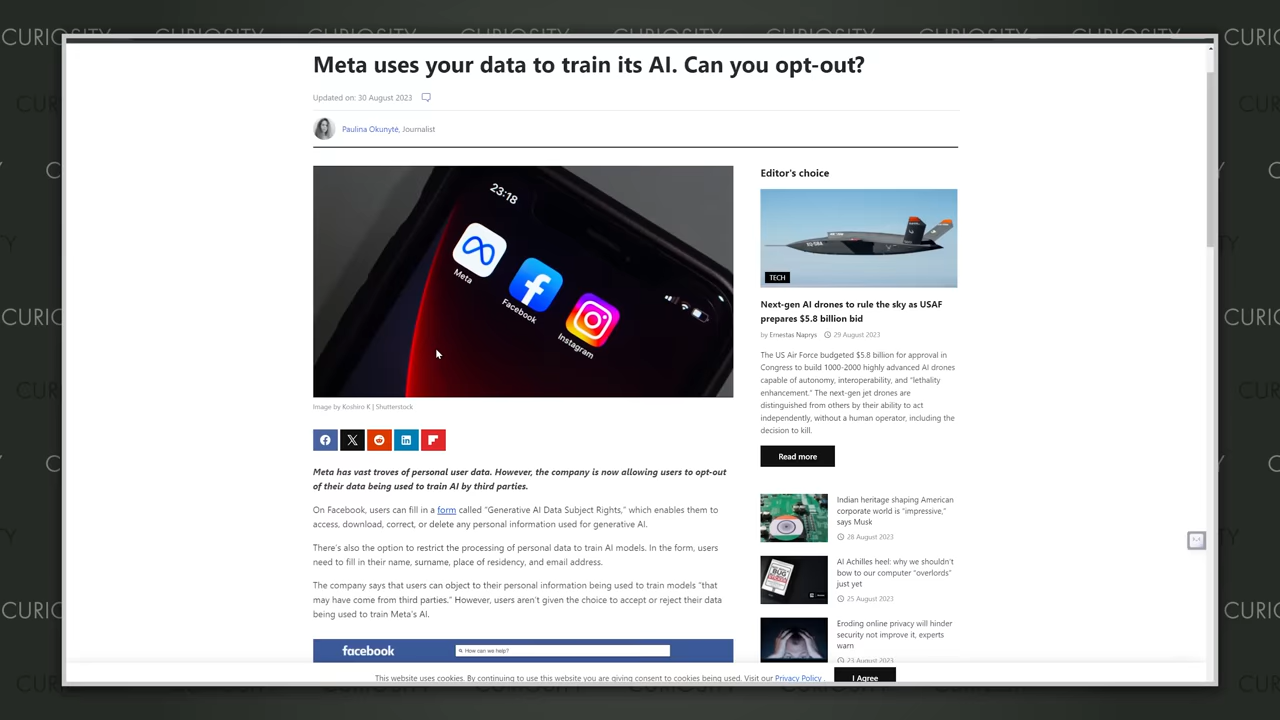 CURIOSITY CURIOSITY CURIOSITY CURIOSITY CURIOSITY CURIOSITY CURIOSITY CURIOSITY
Meta uses your data to train its AI. Can you opt-out?
Updated on: 30 August 2023
Paulina Okunytė, Journalist
23:18
Meta
Facebook
Instagram
Image by Koshiro K | Shutterstock
Meta has vast troves of personal user data. However, the company is now allowing users to opt-out
of their data being used to train AI by third parties.
On Facebook, users can fill in a form called “Generative AI Data Subject Rights,” which enables them to
access, download, correct, or delete any personal information used for generative AI.
There’s also the option to restrict the processing of personal data to train AI models. In the form, users
need to fill in their name, surname, place of residency, and email address.
The company says that users can object to their personal information being used to train models “that
may have come from third parties.” However, users aren’t given the choice to accept or reject their data
being used to train Meta’s AI.
facebook
How can we help?
Editor's choice
TECH
Next-gen AI drones to rule the sky as USAF
prepares $5.8 billion bid
by Ernestas Naprys 29 August 2023
The US Air Force budgeted $5.8 billion for approval in
Congress to build 1000-2000 highly advanced AI drones
capable of autonomy, interoperability, and “lethality
enhancement.” The next-gen jet drones are
distinguished from others by their ability to act
independently, without a human operator, including the
decision to kill.
Read more
Indian heritage shaping American
corporate world is “impressive,”
says Musk
28 August 2023
AI Achilles heel: why we shouldn’t
bow to our computer “overlords”
just yet
25 August 2023
Eroding online privacy will hinder
security not improve it, experts
warn
23 August 2023
This website uses cookies. By continuing to use this website you are giving consent to cookies being used. Visit our Privacy Policy .
I Agree